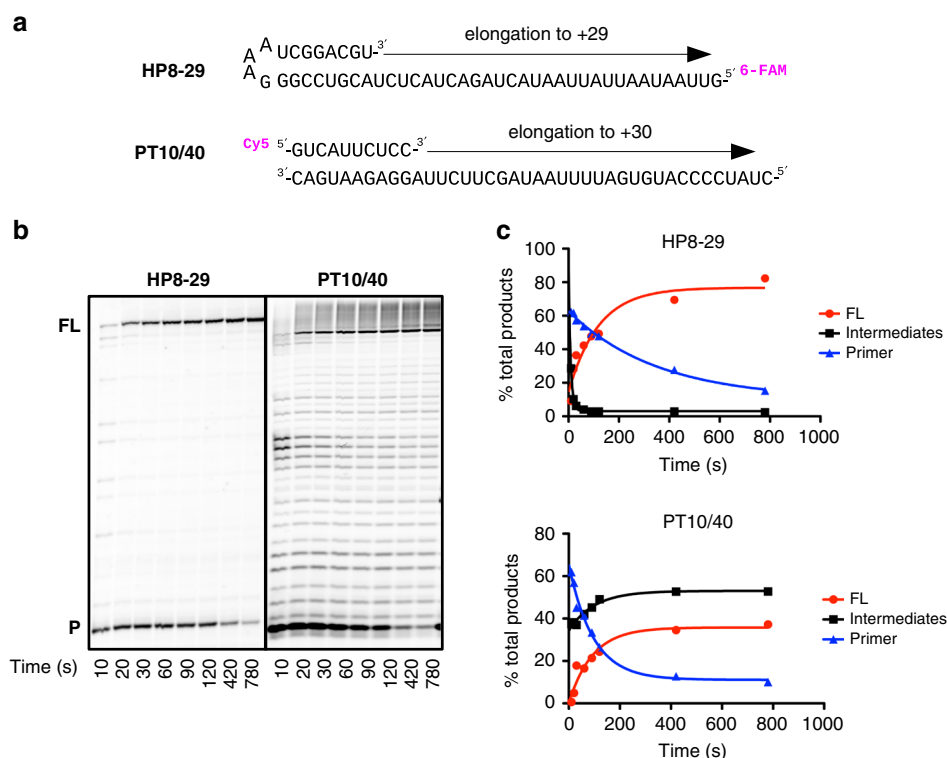 a
A UCGGACGU-3′ elongation to +29
A
HP8-29
A G GGCCUGCAUCUCAUCAGAUCAUAAUUAUUAAUAAUUG-5′ 6-FAM
elongation to +30
Cy5 5′-GUCAUUCUCC-3′
PT10/40
3′-CAGUAAGAGGAUUCUUCGAUAAUUUUAGUGUACCCCUAUC-5′
b
HP8-29 PT10/40
FL
P
Time (s) 10 20 30 60 90 120 420 780 10 20 30 60 90 120 420 780
c
HP8-29
% total products
100
80
60
40
20
0
0 200 400 600 800 1000
Time (s)
FL
Intermediates
Primer
PT10/40
% total products
80
60
40
20
0
0 200 400 600 800 1000
Time (s)
FL
Intermediates
Primer